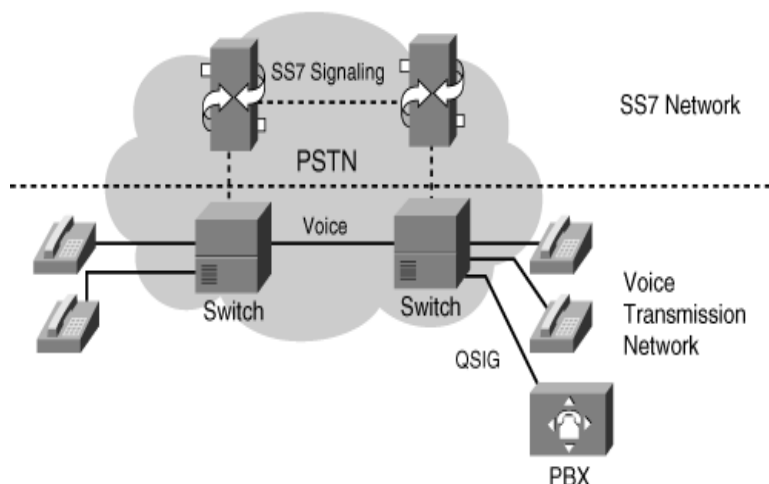 SS7 Signaling
SS7 Network
PSTN
Voice
Switch
Switch
Voice
Transmission
Network
QSIG
PBX